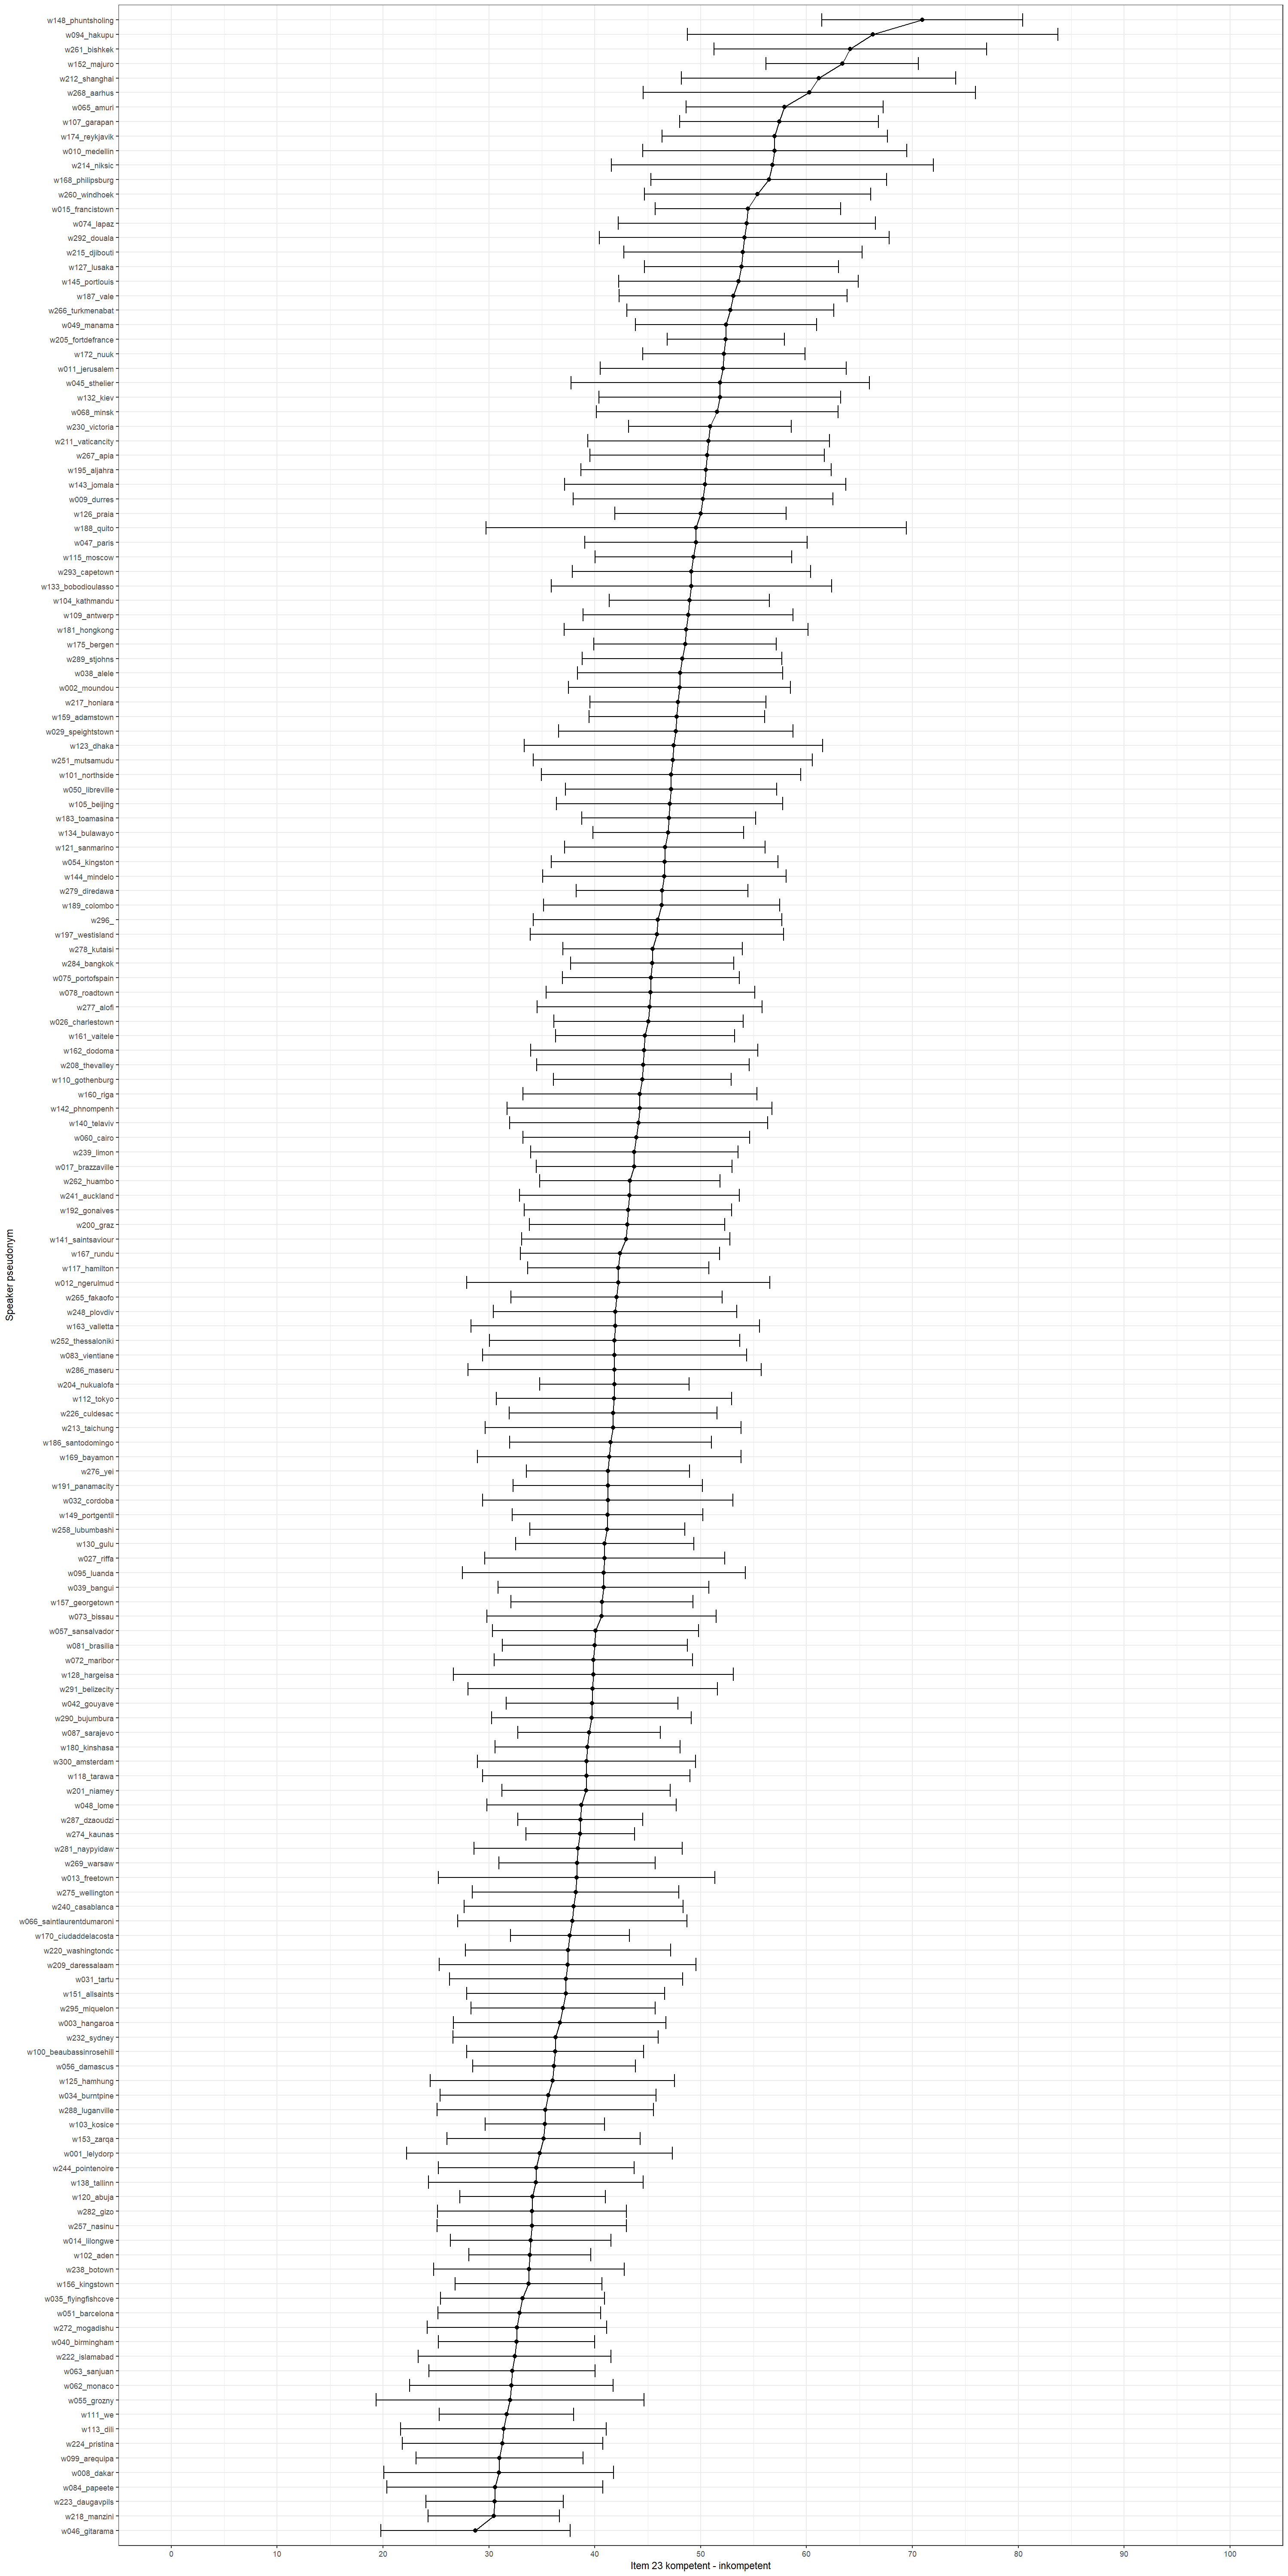 w148_phuntsholing
w094_hakupu
w261_bishkek
w152_majuro
w212_shanghai
w268_aarhus
w065_amuri
w107_garapan
w174_reykjavik
w010_medellin
w214_niksic
w168_philipsburg
w260_windhoek
w015_francistown
w074_lapaz
w292_douala
w215_djibouti
w127_lusaka
w145_portlouis
w187_vale
w266_turkmenabat
w049_manama
w205_fortdefrance
w172_nuuk
w011_jerusalem
w045_sthelier
w132_kiev
w068_minsk
w230_victoria
w211_vaticancity
w267_apia
w195_aljahra
w143_jomala
w009_durres
w126_praia
w188_quito
w047_paris
w115_moscow
w293_capetown
w133_bobodioulasso
w104_kathmandu
w109_antwerp
w181_hongkong
w175_bergen
w289_stjohns
w038_alele
w002_moundou
w217_honiara
w159_adamstown
w029_speightstown
w123_dhaka
w251_mutsamudu
w101_northside
w050_libreville
w105_beijing
w183_toamasina
w134_bulawayo
w121_sanmarino
w054_kingston
w144_mindelo
w279_diredawa
w189_colombo
w296_
w197_westisland
w278_kutaisi
w284_bangkok
w075_portofspain
w078_roadtown
w277_alofi
w026_charlestown
w161_vaitele
w162_dodoma
w208_thevalley
w110_gothenburg
w160_riga
w142_phnompenh
w140_telaviv
w060_cairo
w239_limon
w017_brazzaville
w262_huambo
w241_auckland
w192_gonaives
w200_graz
w141_saintsaviour
w167_rundu
w117_hamilton
w012_ngerulmud
w265_fakaofo
w248_plovdiv
w163_valletta
w252_thessaloniki
w083_vientiane
w286_maseru
w204_nukualofa
w112_tokyo
w226_culdesac
w213_taichung
w186_santodomingo
w169_bayamon
w276_yei
w191_panamacity
w032_cordoba
w149_portgentil
w258_lubumbashi
w130_gulu
w027_riffa
w095_luanda
w039_bangui
w157_georgetown
w073_bissau
w057_sansalvador
w081_brasilia
w072_maribor
w128_hargeisa
w291_belizecity
w042_gouyave
w290_bujumbura
w087_sarajevo
w180_kinshasa
w300_amsterdam
w118_tarawa
w201_niamey
w048_lome
w287_dzaoudzi
w274_kaunas
w281_naypyidaw
w269_warsaw
w013_freetown
w275_wellington
w240_casablanca
w066_saintlaurentdumaroni
w170_ciudaddelacosta
w220_washingtondc
w209_daressalaam
w031_tartu
w151_allsaints
w295_miquelon
w003_hangaroa
w232_sydney
w100_beaubassinrosehill
w056_damascus
w125_hamhung
w034_burntpine
w288_luganville
w103_kosice
w153_zarqa
w001_lelydorp
w244_pointenoire
w138_tallinn
w120_abuja
w282_gizo
w257_nasinu
w014_lilongwe
w102_aden
w238_botown
w156_kingstown
w035_flyingfishcove
w051_barcelona
w272_mogadishu
w040_birmingham
w222_islamabad
w063_sanjuan
w062_monaco
w055_grozny
w111_we
w113_dili
w224_pristina
w099_arequipa
w008_dakar
w084_papeete
w223_daugavpils
w218_manzini
w046_gitarama
0 10 20 30 40 50 60 70 80 90 100
Item 23 kompetent - inkompetent
Speaker pseudonym